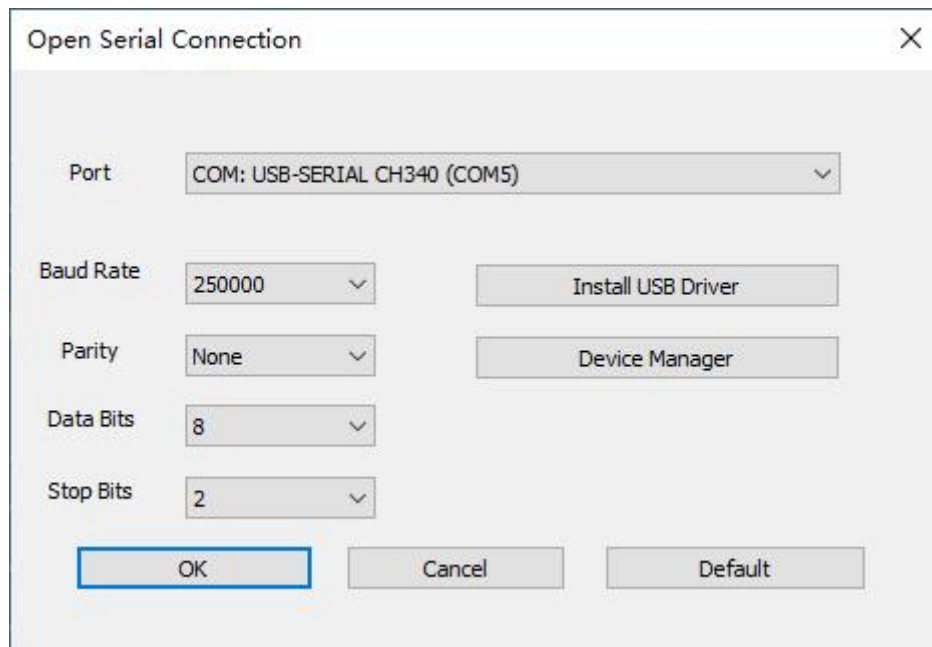 Open Serial Connection
Port
COM: USB-SERIAL CH340 (COM5)
Baud Rate
250000
Install USB Driver
Parity
None
Device Manager
Data Bits
8
Stop Bits
2
OK
Cancel
Default